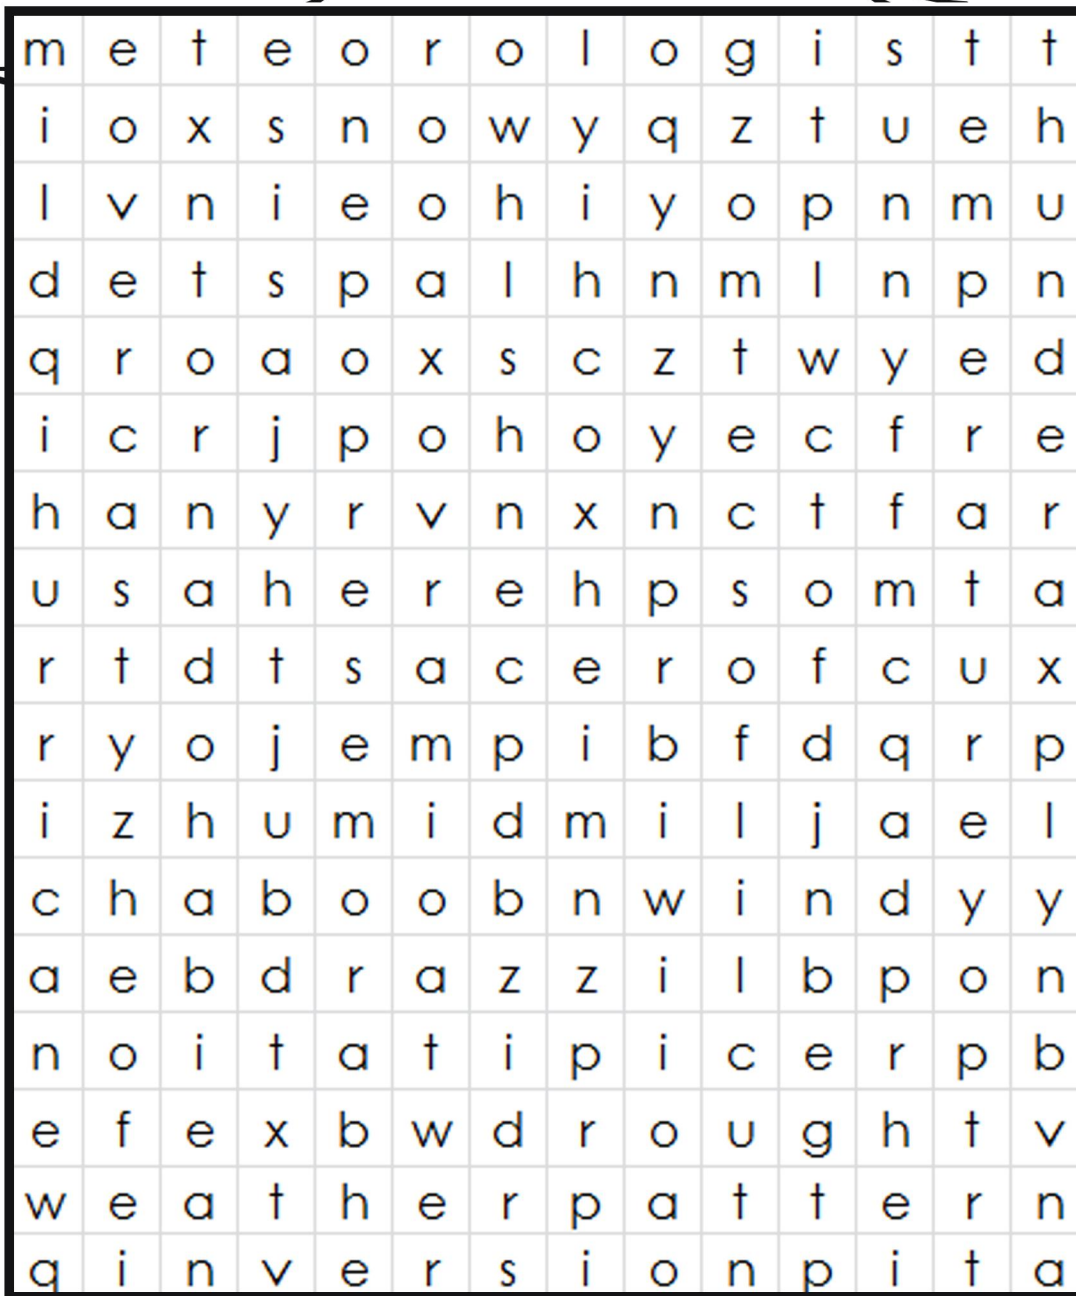 m e t e o r o l o g i s t t
i o x s n o w y q z t u e h
l v n i e o h i y o p n m u
d e t s p a l h n m l n p n
q r o a o x s c z t w y e d
i c r j p o h o y e c f r e
h a n y r v n x n c t f a r
u s a h e r e h p s o m t a
r t d t s a c e r o f c u x
r y o j e m p i b f d q r p
i z h u m i d m i l j a e l
c h a b o o b n w i n d y y
a e b d r a z z i l b p o n
n o i t a t i p i c e r p b
e f e x b w d r o u g h t v
w e a t h e r p a t t e r n
q i n v e r s i o n p i t a